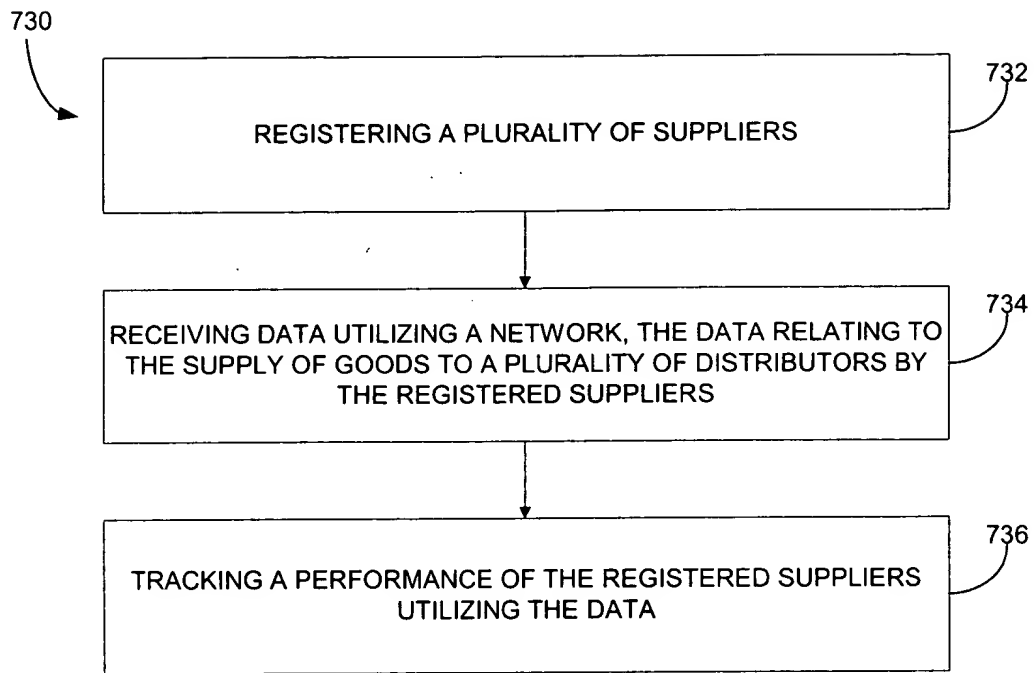 730
732
REGISTERING A PLURALITY OF SUPPLIERS
734
RECEIVING DATA UTILIZING A NETWORK, THE DATA RELATING TO
THE SUPPLY OF GOODS TO A PLURALITY OF DISTRIBUTORS BY
THE REGISTERED SUPPLIERS
736
TRACKING A PERFORMANCE OF THE REGISTERED SUPPLIERS
UTILIZING THE DATA